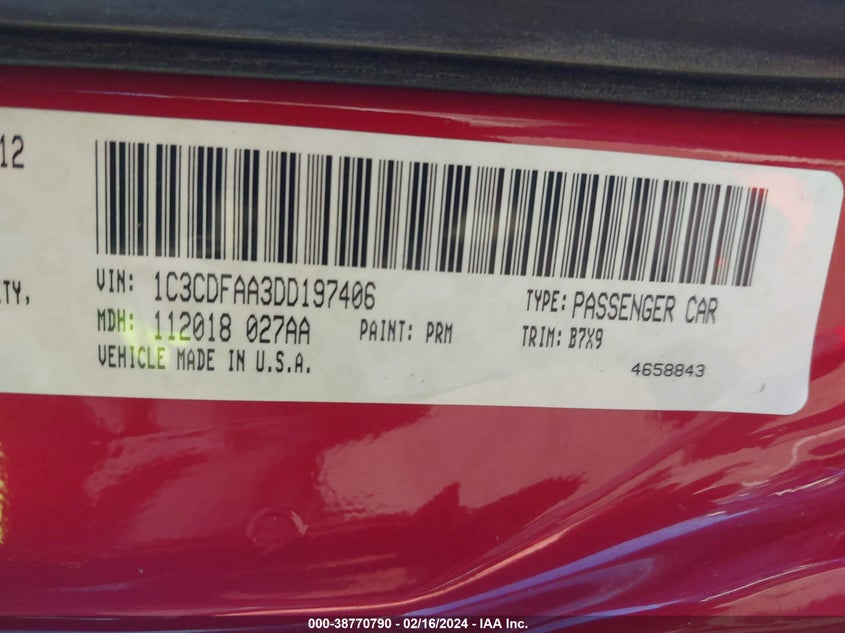 12
ITY,
VIN: 1C3CDFAA3DD197406 TYPE: PASSENGER CAR
MDH: 112018 027AA PAINT: PRM TRIM: B7X9
VEHICLE MADE IN U.S.A. 4658843
000-38770790 - 02/16/2024 - IAA Inc.